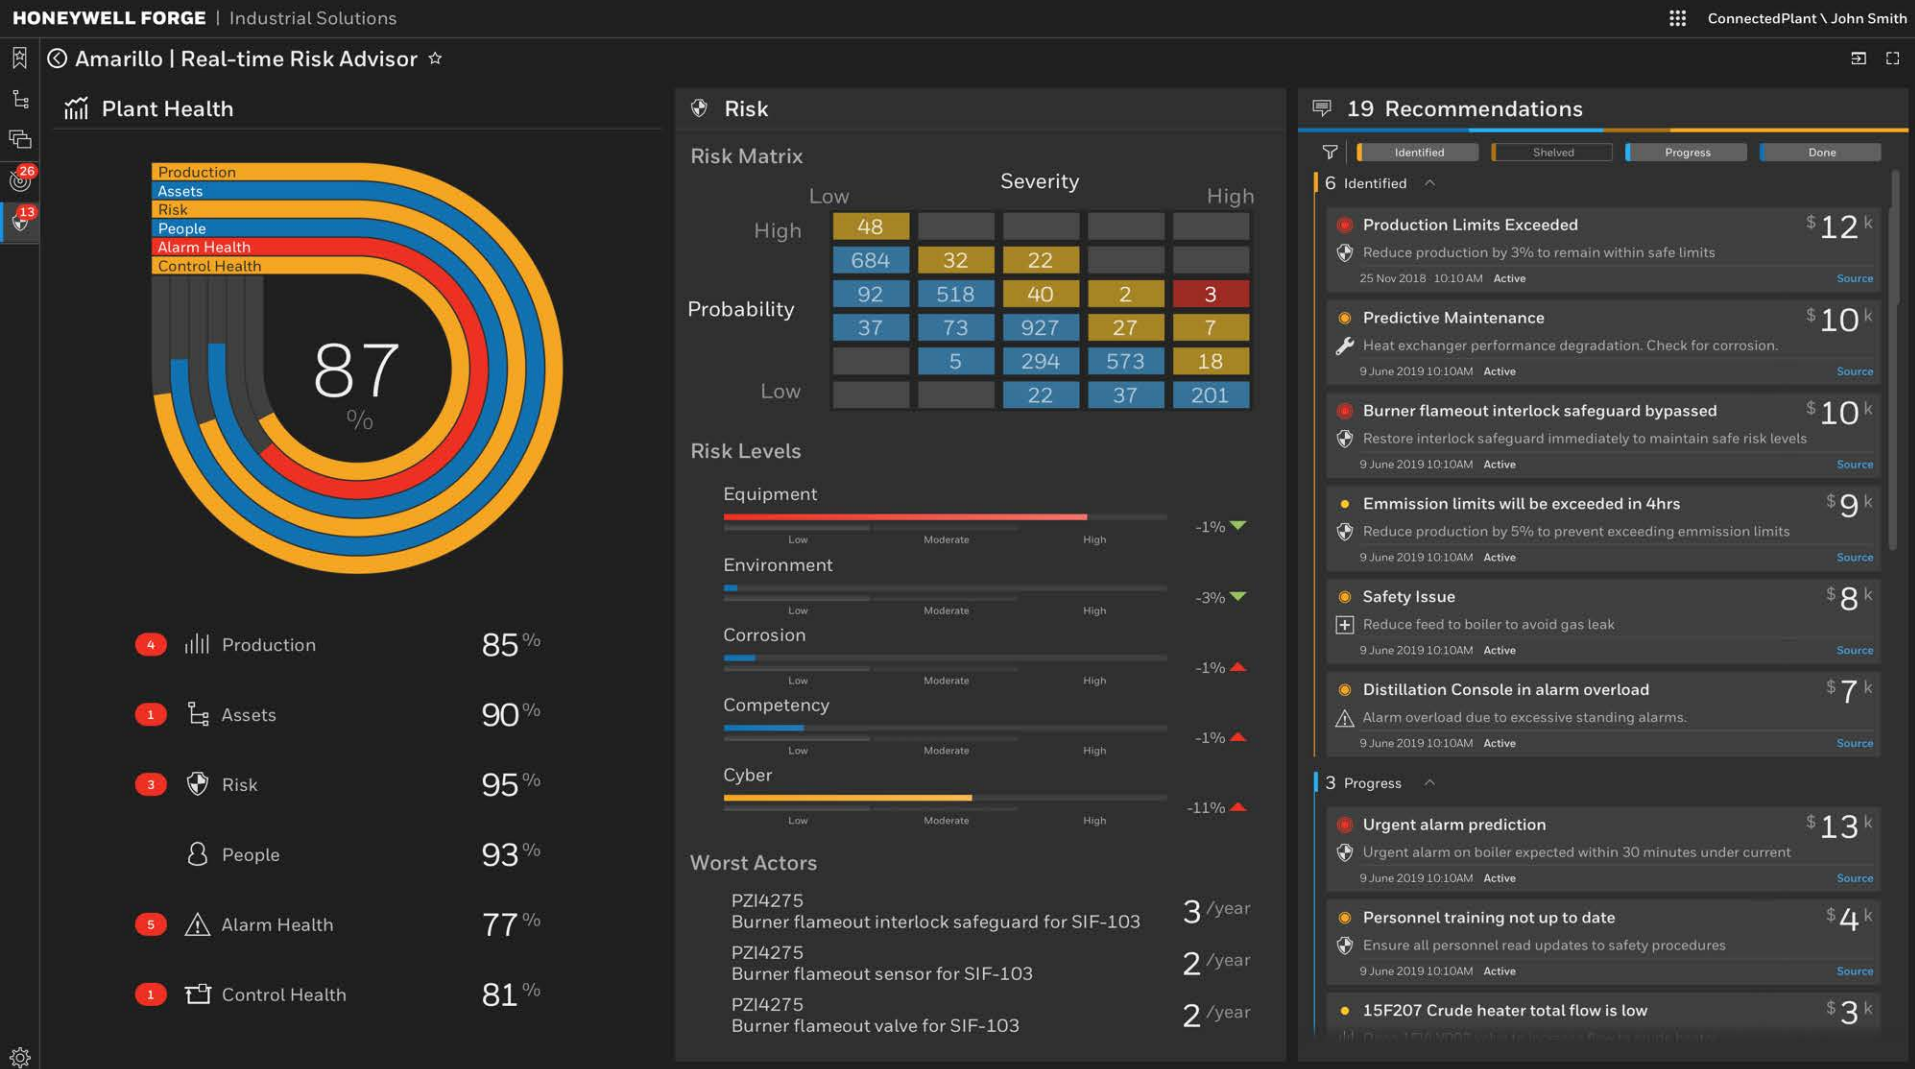 HONEYWELL FORGE | Industrial Solutions
ConnectedPlant \ John Smith
Amarillo | Real-time Risk Advisor
26
13
Plant Health
Production
Assets
Risk
People
Alarm Health
Control Health
87
%
4 Production 85%
1 Assets 90%
3 Risk 95%
People 93%
5 Alarm Health 77%
1 Control Health 81%
Risk
Risk Matrix
Severity
Low High
High 48
684 32 22
Probability
92 518 40 2 3
37 73 927 27 7
5 294 573 18
Low 22 37 201
Risk Levels
Equipment
-1%
Low Moderate High
Environment
-3%
Low Moderate High
Corrosion
-1%
Low Moderate High
Competency
-1%
Low Moderate High
Cyber
-11%
Low Moderate High
Worst Actors
PZI4275
Burner flameout interlock safeguard for SIF-103
3 /year
PZI4275
Burner flameout sensor for SIF-103
2 /year
PZI4275
Burner flameout valve for SIF-103
2 /year
19 Recommendations
Identified Shelved Progress Done
6 Identified
Production Limits Exceeded $12k
Reduce production by 3% to remain within safe limits
25 Nov 2018 10:10 AM Active Source
Predictive Maintenance $10k
Heat exchanger performance degradation. Check for corrosion.
9 June 2019 10:10AM Active Source
Burner flameout interlock safeguard bypassed $10k
Restore interlock safeguard immediately to maintain safe risk levels
9 June 2019 10:10AM Active Source
Emmission limits will be exceeded in 4hrs $9k
Reduce production by 5% to prevent exceeding emmission limits
9 June 2019 10:10AM Active Source
Safety Issue $8k
Reduce feed to boiler to avoid gas leak
9 June 2019 10:10AM Active Source
Distillation Console in alarm overload $7k
Alarm overload due to excessive standing alarms.
9 June 2019 10:10AM Active Source
3 Progress
Urgent alarm prediction $13k
Urgent alarm on boiler expected within 30 minutes under current
9 June 2019 10:10AM Active Source
Personnel training not up to date $4k
Ensure all personnel read updates to safety procedures
9 June 2019 10:10AM Active Source
15F207 Crude heater total flow is low $3k